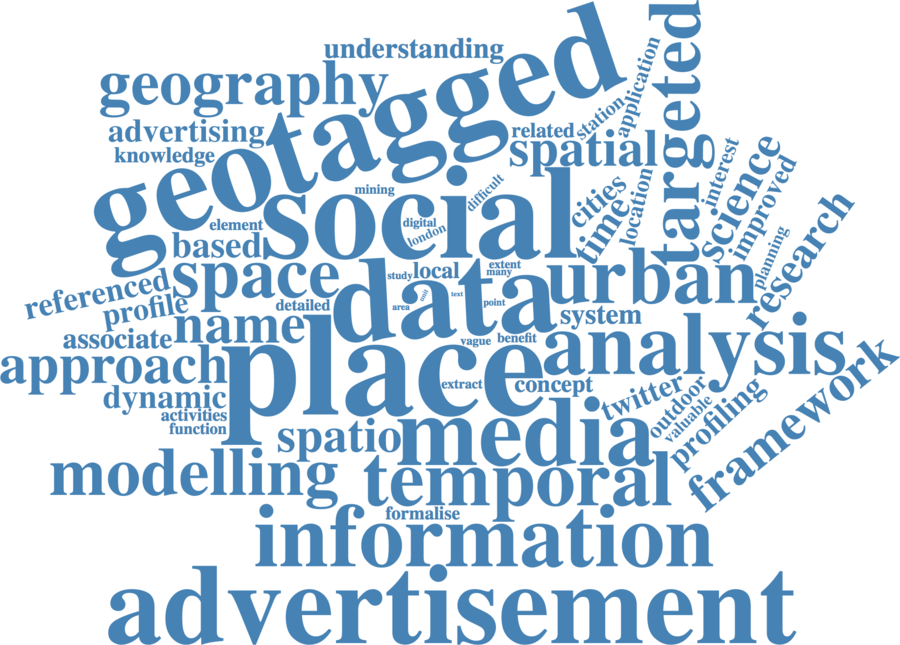 understanding
geotagged
targeted
geography
application
station
advertising
related
knowledge
spatial
interest
science
improved
mining
difficult
social
cities
time
location
element
digital
london
based
planning
research
space
study
local
extent
many
urban
referenced
profile
detailed
data
area
unit
text
point
system
associate
name
vague
benefit
analysis
approach
place
extract
concept
framework
dynamic
twitter
outdoor
valuable
profiling
activities
function
spatio
media
modelling
temporal
formalise
information
advertisement